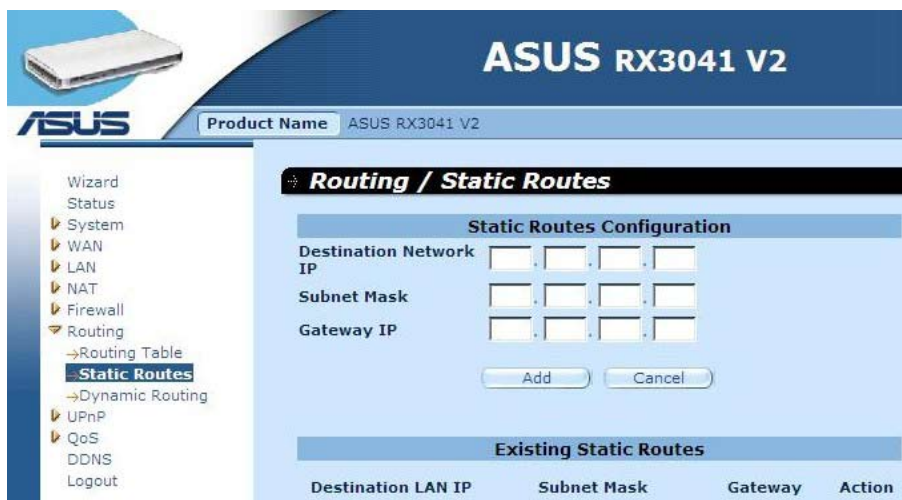 ASUS RX3041 V2
ASUS
Product Name ASUS RX3041 V2
Wizard
Status
System
WAN
LAN
NAT
Firewall
Routing
→Routing Table
→Static Routes
→Dynamic Routing
UPnP
QoS
DDNS
Logout
Routing / Static Routes
Static Routes Configuration
Destination Network
IP
Subnet Mask
Gateway IP
Add Cancel
Existing Static Routes
Destination LAN IP Subnet Mask Gateway Action